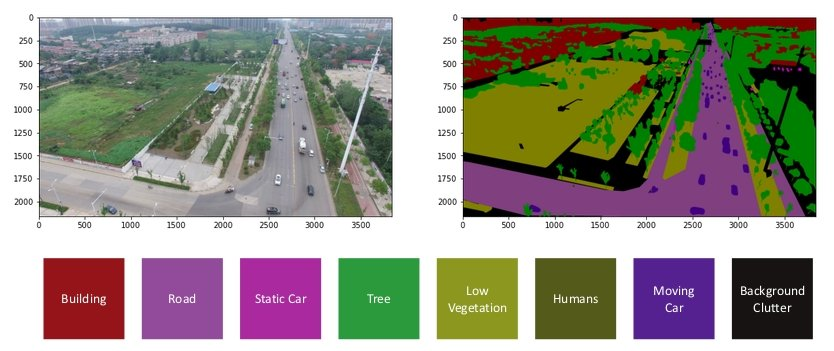 0
250
500
750
1000
1250
1500
1750
2000
0 500 1000 1500 2000 2500 3000 3500
0
250
500
750
1000
1250
1500
1750
2000
0 500 1000 1500 2000 2500 3000 3500
Building
Road
Static Car
Tree
Low
Vegetation
Humans
Moving
Car
Background
Clutter